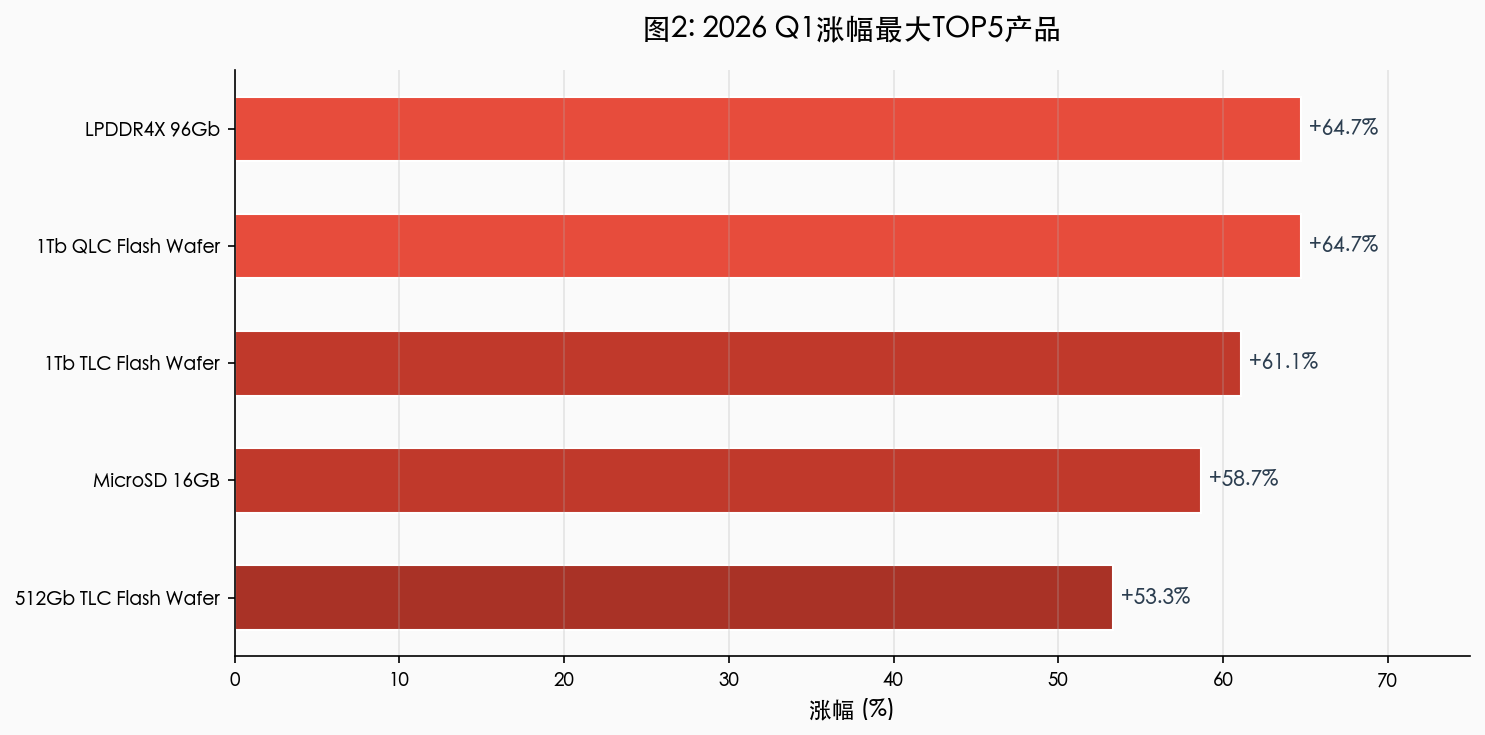 图2: 2026 Q1涨幅最大TOP5产品
LPDDR4X 96Gb
+64.7%
1Tb QLC Flash Wafer
+64.7%
1Tb TLC Flash Wafer
+61.1%
MicroSD 16GB
+58.7%
512Gb TLC Flash Wafer
+53.3%
0 10 20 30 40 50 60 70
涨幅 (%)